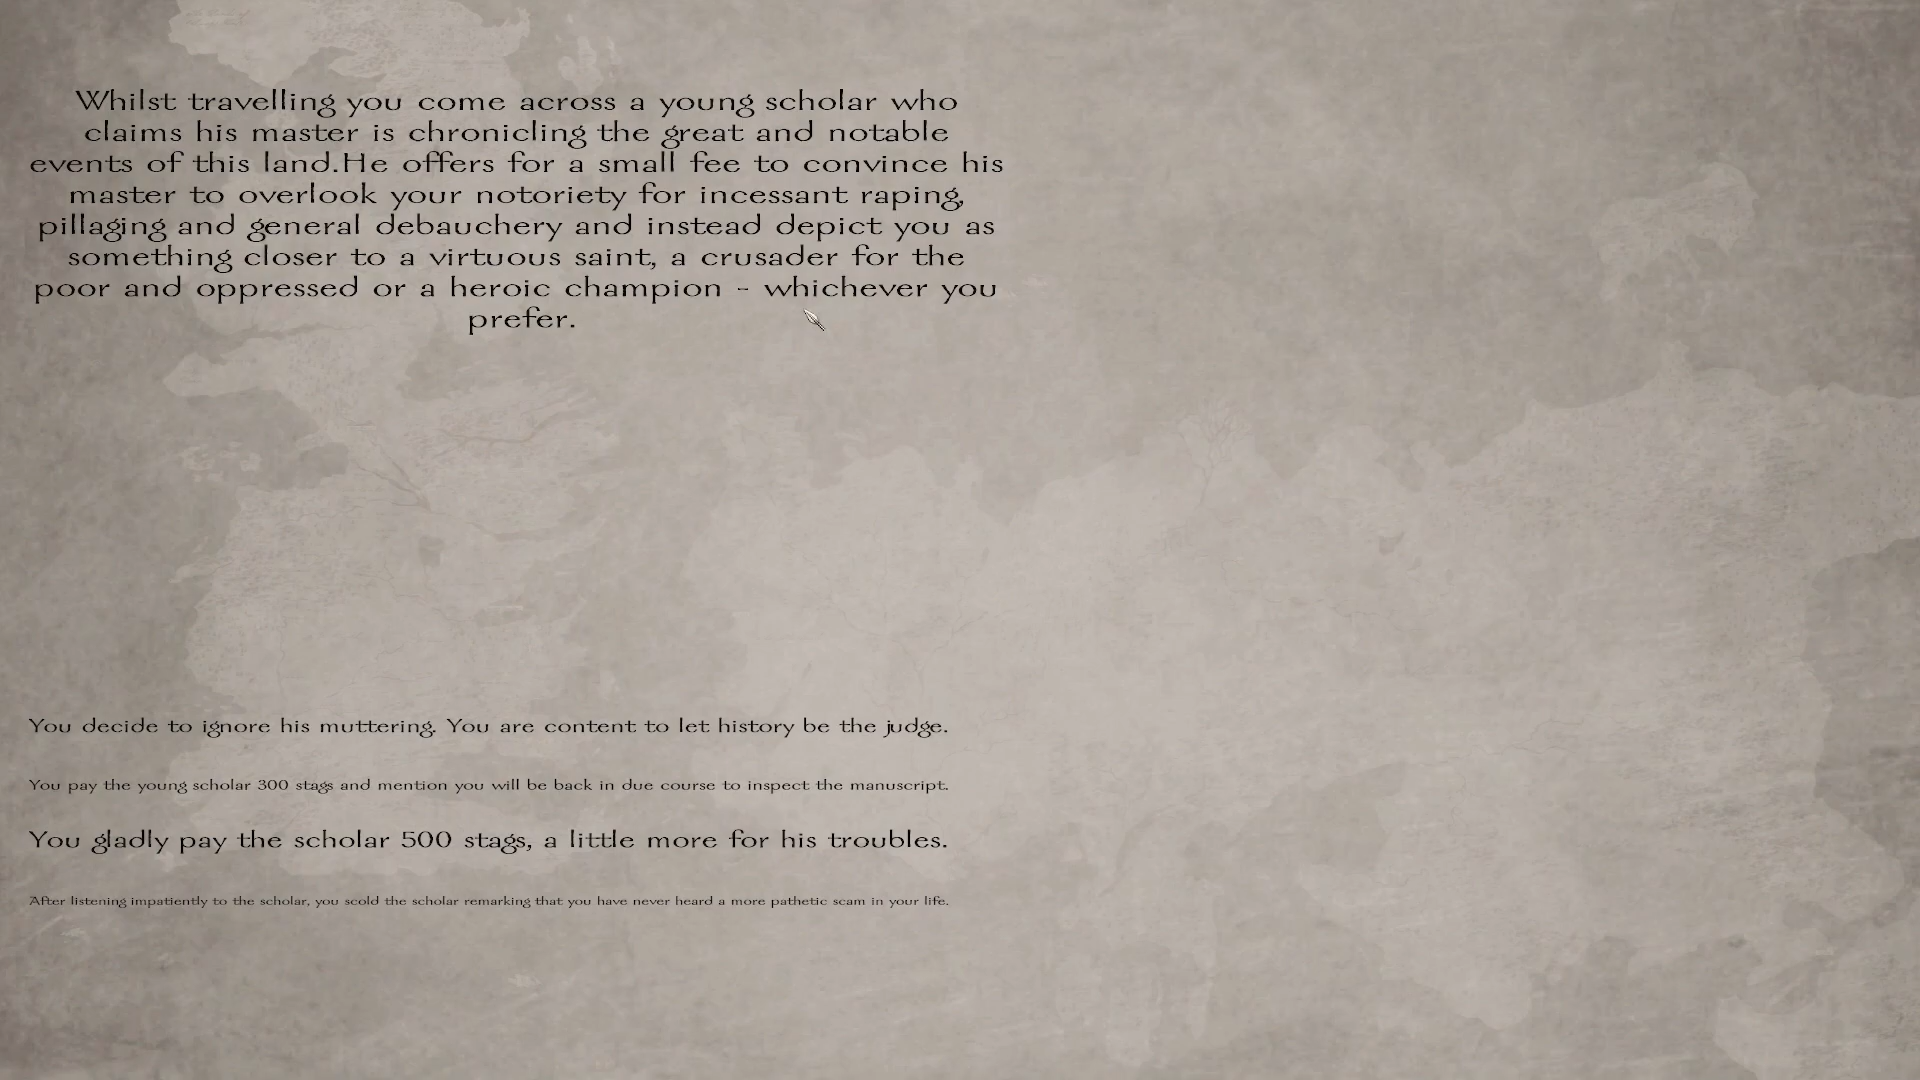 Whilst travelling you come across a young scholar who
claims his master is chronicling the great and notable
events of this land.He offers for a small fee to convince his
master to overlook your notoriety for incessant raping,
pillaging and general debauchery and instead depict you as
something closer to a virtuous saint, a crusader for the
poor and oppressed or a heroic champion - whichever you
prefer.
You decide to ignore his muttering. You are content to let history be the judge.
You pay the young scholar 300 stags and mention you will be back in due course to inspect the manuscript.
You gladly pay the scholar 500 stags, a little more for his troubles.
After listening impatiently to the scholar, you scold the scholar remarking that you have never heard a more pathetic scam in your life.